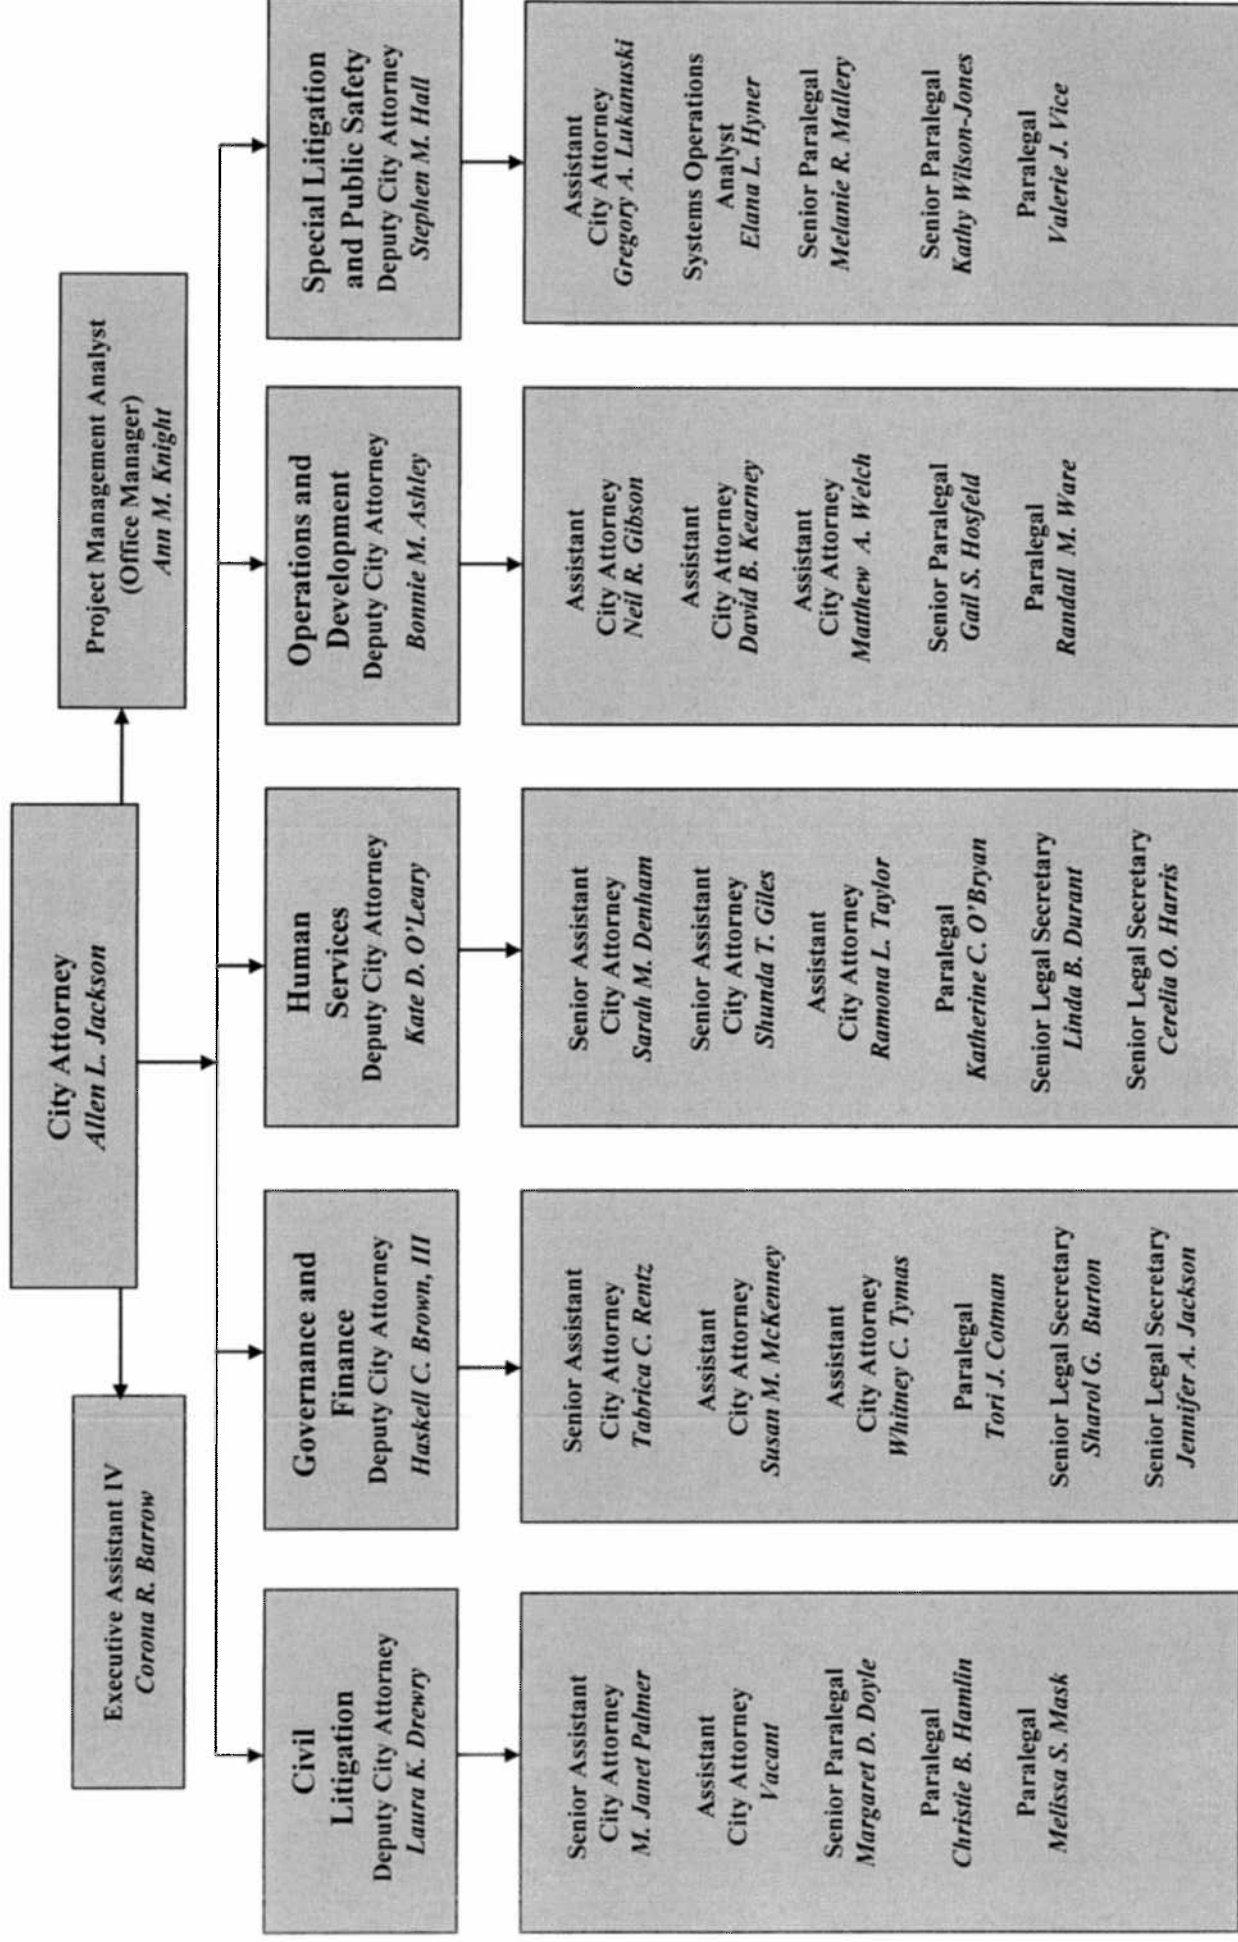 City Attorney
Allen L. Jackson
Executive Assistant IV
Corona R. Barrow
Project Management Analyst
(Office Manager)
Ann M. Knight
Civil
Litigation
Deputy City Attorney
Laura K. Drewry
Governance and
Finance
Deputy City Attorney
Haskell C. Brown, III
Human
Services
Deputy City Attorney
Kate D. O'Leary
Operations and
Development
Deputy City Attorney
Bonnie M. Ashley
Special Litigation
and Public Safety
Deputy City Attorney
Stephen M. Hall
Senior Assistant
City Attorney
M. Janet Palmer
Assistant
City Attorney
Vacant
Senior Paralegal
Margaret D. Doyle
Paralegal
Christie B. Hamlin
Paralegal
Melissa S. Mask
Senior Assistant
City Attorney
Tabrica C. Rentz
Assistant
City Attorney
Susan M. McKenney
Assistant
City Attorney
Whitney C. Tymas
Paralegal
Tori J. Cotman
Senior Legal Secretary
Sharol G. Burton
Senior Legal Secretary
Jennifer A. Jackson
Senior Assistant
City Attorney
Sarah M. Denham
Senior Assistant
City Attorney
Shunda T. Giles
Assistant
City Attorney
Ramona L. Taylor
Paralegal
Katherine C. O'Bryan
Senior Legal Secretary
Linda B. Durant
Senior Legal Secretary
Cerelia O. Harris
Assistant
City Attorney
Neil R. Gibson
Assistant
City Attorney
David B. Kearney
Assistant
City Attorney
Matthew A. Welch
Senior Paralegal
Gail S. Hosfeld
Paralegal
Randall M. Ware
Assistant
City Attorney
Gregory A. Lukanuski
Systems Operations
Analyst
Elana L. Hyner
Senior Paralegal
Melanie R. Mallery
Senior Paralegal
Kathy Wilson-Jones
Paralegal
Valerie J. Vice